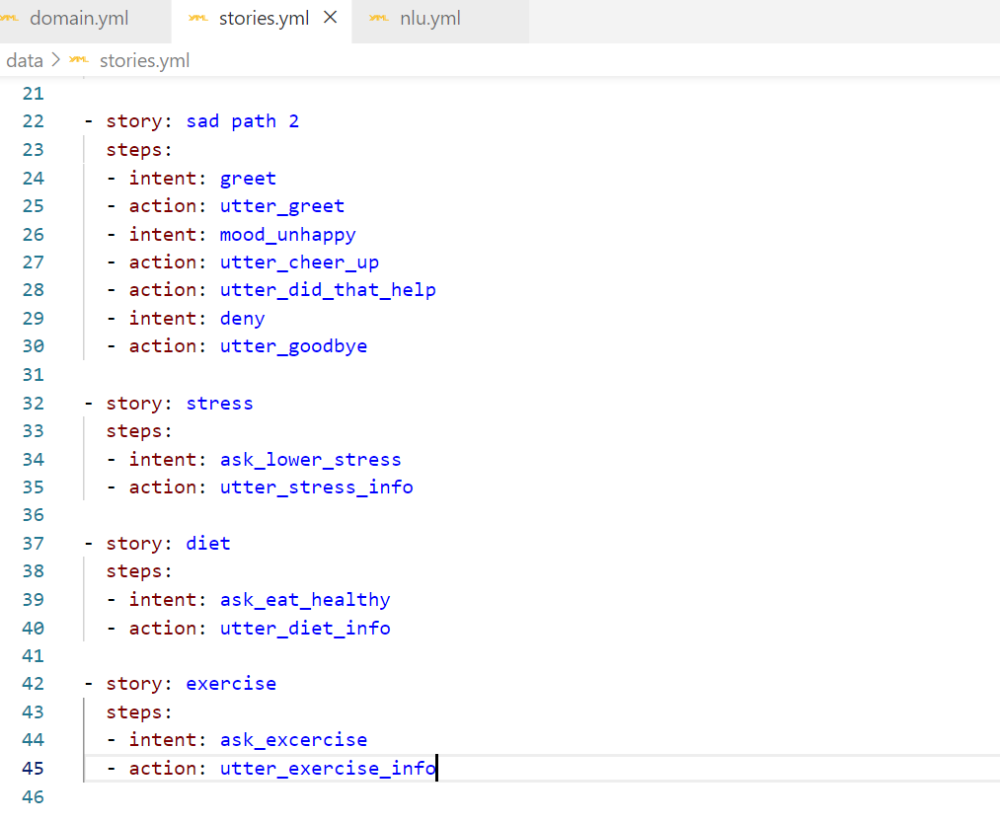 domain.yml stories.yml nlu.yml
data > stories.yml
21
22 - story: sad path 2
23 steps:
24 - intent: greet
25 - action: utter_greet
26 - intent: mood_unhappy
27 - action: utter_cheer_up
28 - action: utter_did_that_help
29 - intent: deny
30 - action: utter_goodbye
31
32 - story: stress
33 steps:
34 - intent: ask_lower_stress
35 - action: utter_stress_info
36
37 - story: diet
38 steps:
39 - intent: ask_eat_healthy
40 - action: utter_diet_info
41
42 - story: exercise
43 steps:
44 - intent: ask_excercise
45 - action: utter_exercise_info
46